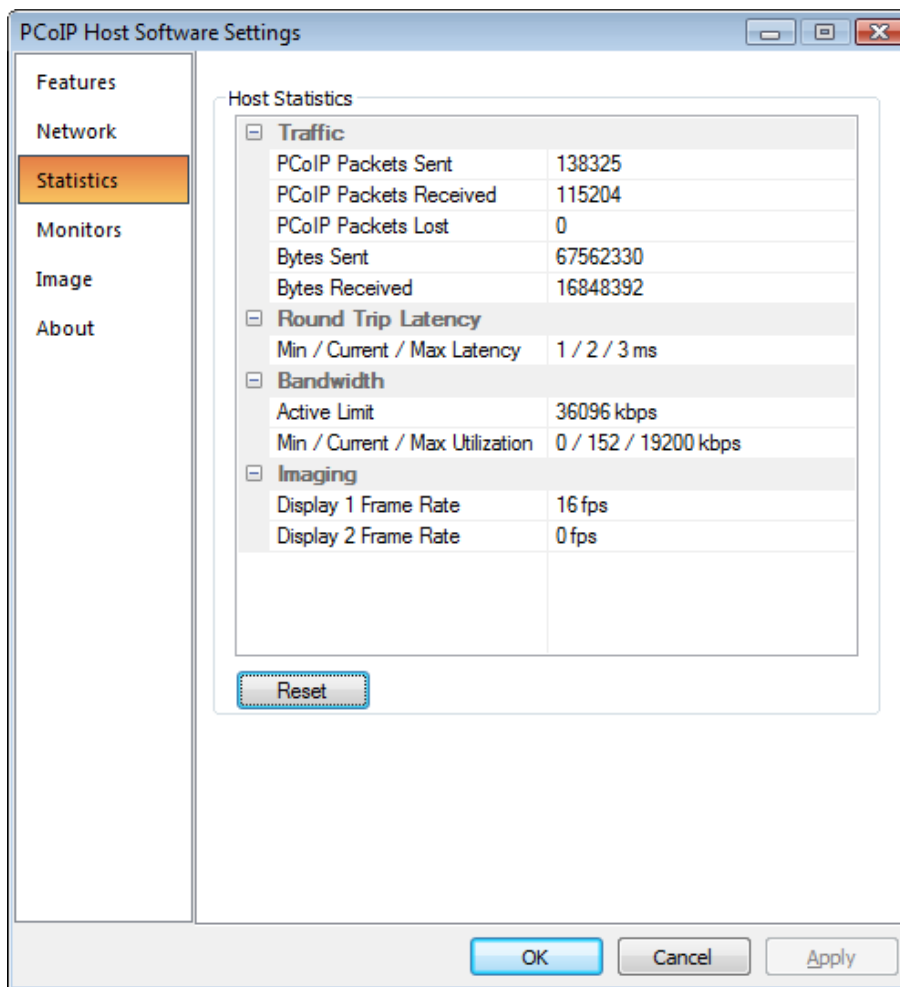 PCoIP Host Software Settings
Features
Network
Statistics
Monitors
Image
About
Host Statistics
Traffic
PCoIP Packets Sent 138325
PCoIP Packets Received 115204
PCoIP Packets Lost 0
Bytes Sent 67562330
Bytes Received 16848392
Round Trip Latency
Min / Current / Max Latency 1 / 2 / 3 ms
Bandwidth
Active Limit 36096 kbps
Min / Current / Max Utilization 0 / 152 / 19200 kbps
Imaging
Display 1 Frame Rate 16 fps
Display 2 Frame Rate 0 fps
Reset
OK Cancel Apply